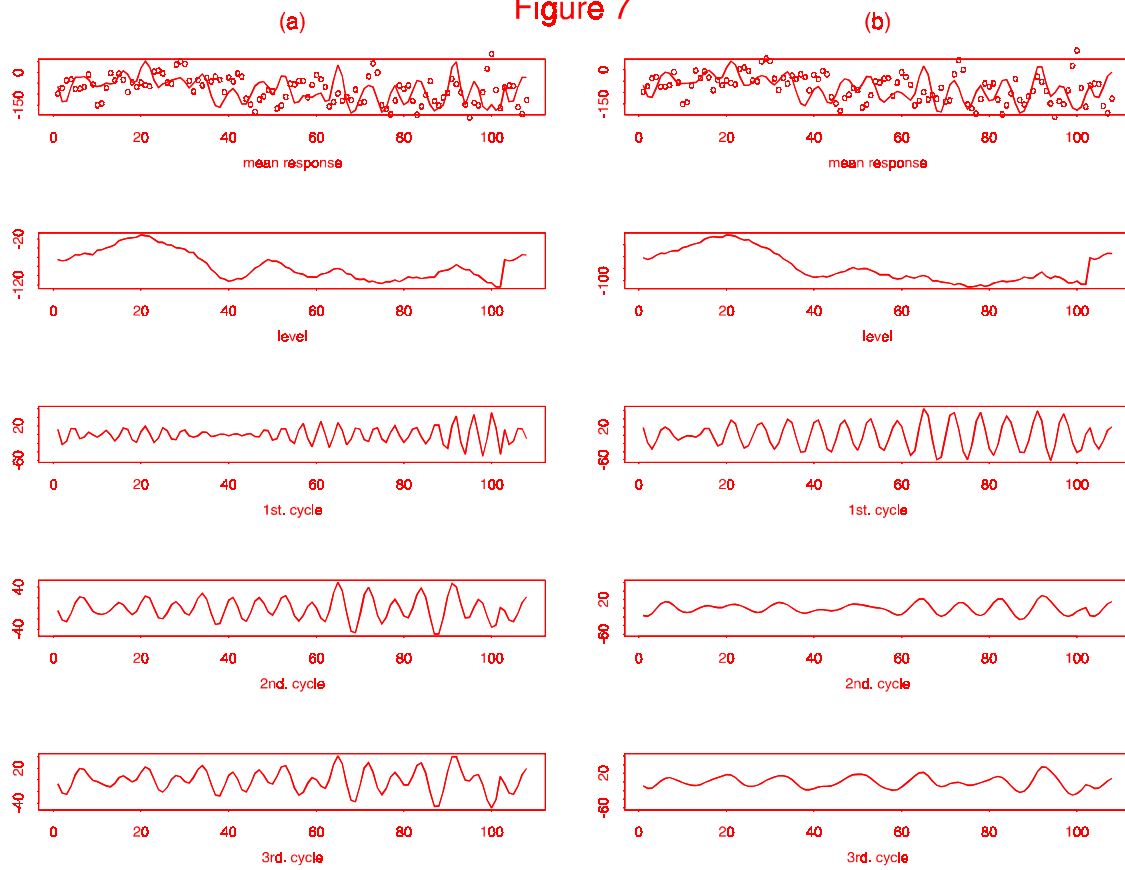 Figure 7
(a) (b)
0 0
-150 -150
0 20 40 60 80 100 0 20 40 60 80 100
mean response mean response
-20
-120 -100
0 20 40 60 80 100 0 20 40 60 80 100
level level
20 20
-60 -60
0 20 40 60 80 100 0 20 40 60 80 100
1st. cycle 1st. cycle
40 20
-40 -60
0 20 40 60 80 100 0 20 40 60 80 100
2nd. cycle 2nd. cycle
20 20
-40 -60
0 20 40 60 80 100 0 20 40 60 80 100
3rd. cycle 3rd. cycle